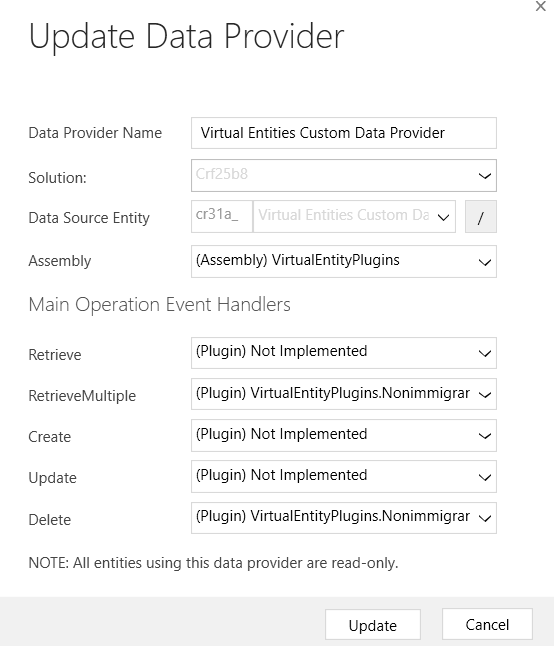 Update Data Provider
Data Provider Name Virtual Entities Custom Data Provider
Solution: Crf25b8
Data Source Entity cr31a_ Virtual Entities Custom Da /
Assembly (Assembly) VirtualEntityPlugins
Main Operation Event Handlers
Retrieve (Plugin) Not Implemented
RetrieveMultiple (Plugin) VirtualEntityPlugins.Nonimmigrar
Create (Plugin) Not Implemented
Update (Plugin) Not Implemented
Delete (Plugin) VirtualEntityPlugins.Nonimmigrar
NOTE: All entities using this data provider are read-only.
Update Cancel